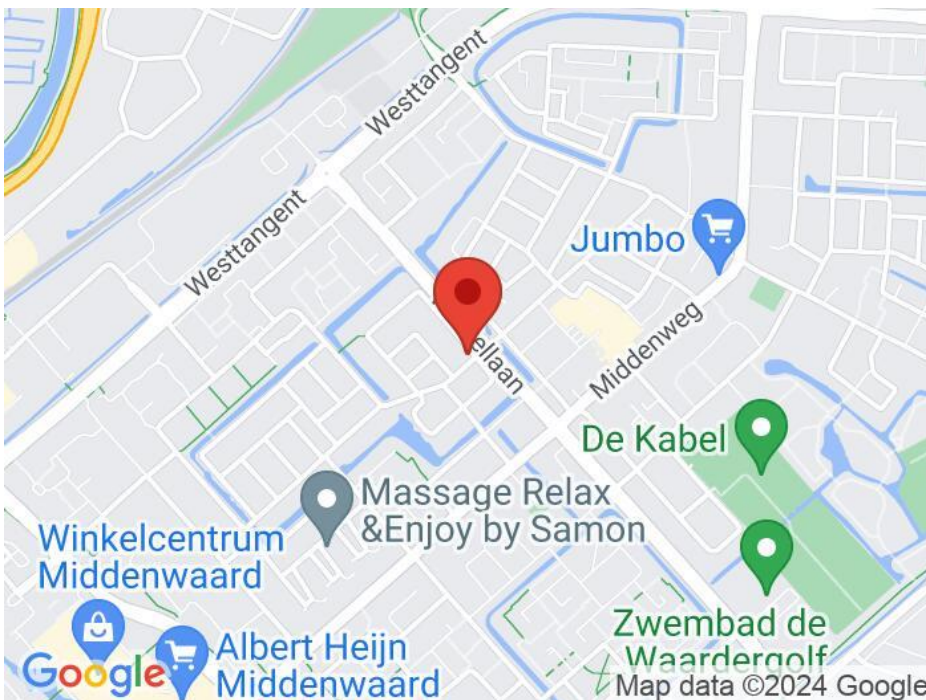 Westtangent
Westtangent
Jumbo
ellaan
Middenweg
De Kabel
Massage Relax
&Enjoy by Samon
Winkelcentrum
Middenwaard
Zwembad de
Waardergolf
Albert Heijn
Middenwaard
Google
Map data ©2024 Google